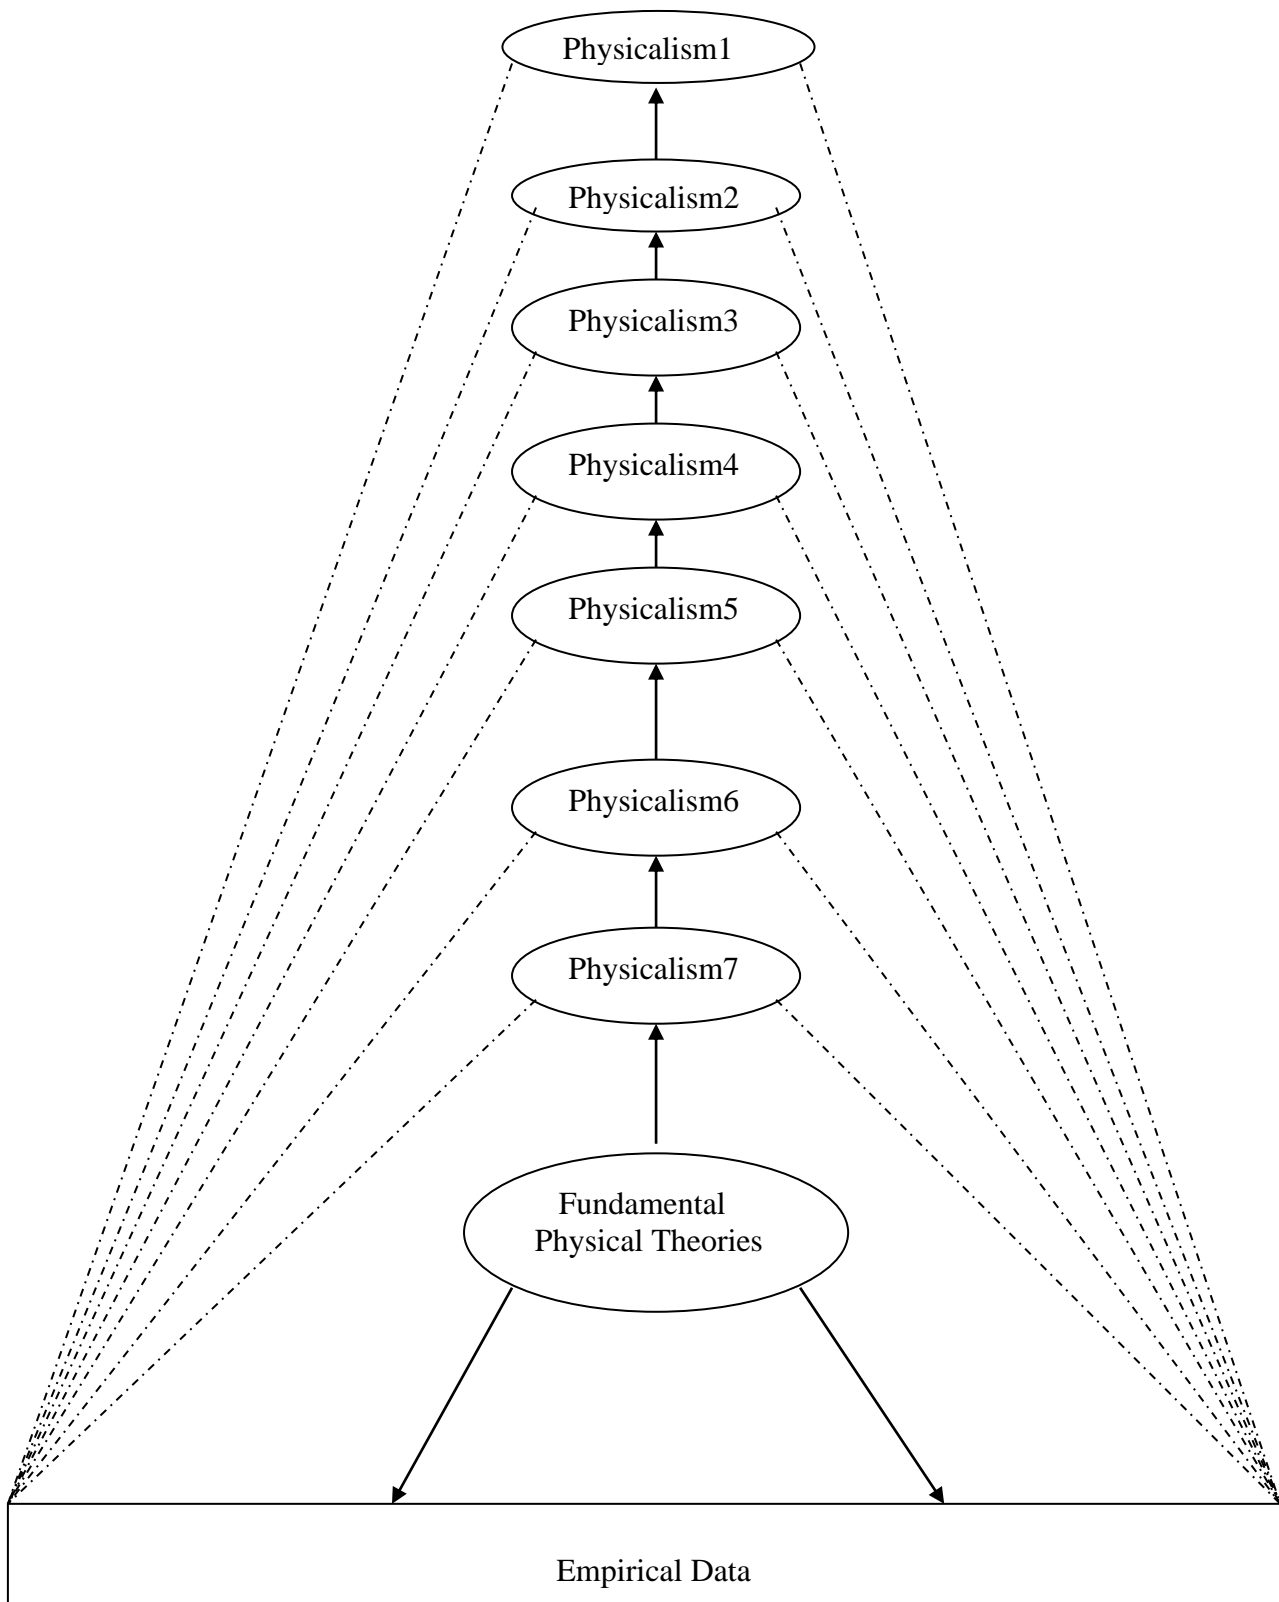 Physicalism1
Physicalism2
Physicalism3
Physicalism4
Physicalism5
Physicalism6
Physicalism7
Fundamental
Physical Theories
Empirical Data